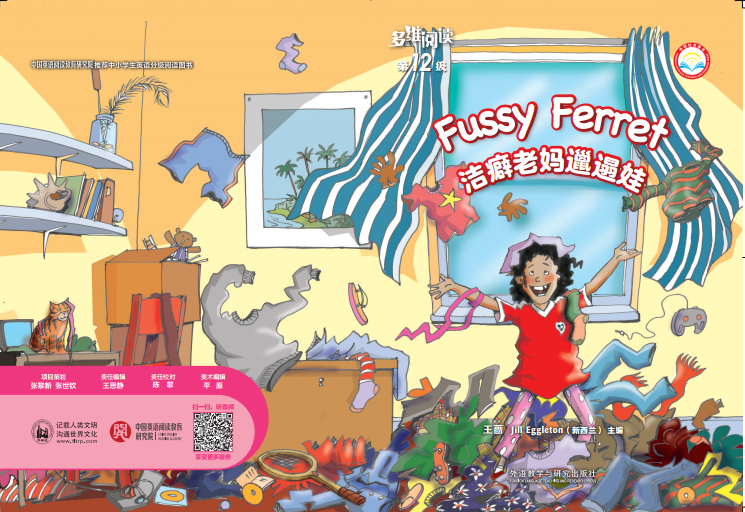 中国英语阅读教育研究院推荐中小学生英语分级阅读图书
多维阅读
第12级
Fussy Ferret
洁癖老妈邋遢娃
项目策划
张黎新 张世钦
责任编辑
王思静
责任校对
陈菲
美术编辑
平原
记载人类文明
沟通世界文化
www.fltrp.com
中国英语阅读教育
研究院
扫一扫，听音频
享受更多服务
王蔷 Jill Eggleton（新西兰）主编
外语教学与研究出版社
FOREIGN LANGUAGE TEACHING AND RESEARCH PRESS